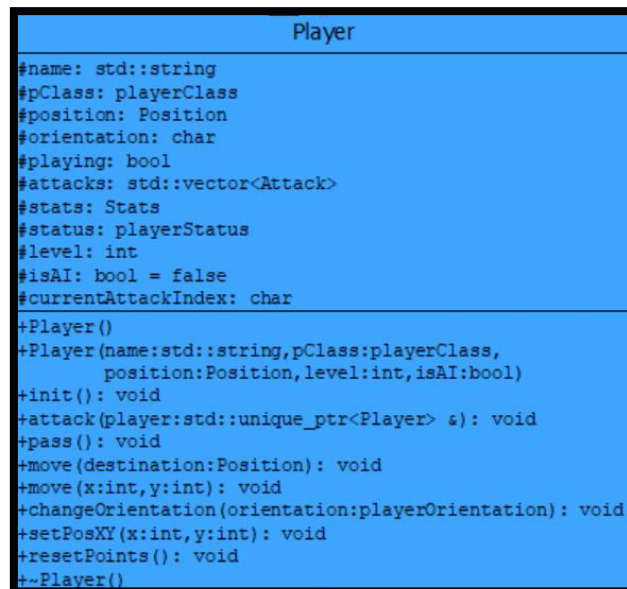 Player
#name: std::string
#pClass: playerClass
#position: Position
#orientation: char
#playing: bool
#attacks: std::vector<Attack>
#stats: Stats
#status: playerStatus
#level: int
#isAI: bool = false
#currentAttackIndex: char
+Player()
+Player(name:std::string,pClass:playerClass,
position:Position,level:int,isAI:bool)
+init(): void
+attack(player:std::unique_ptr<Player> &): void
+pass(): void
+move(destination:Position): void
+move(x:int,y:int): void
+changeOrientation(orientation:playerOrientation): void
+setPosXY(x:int,y:int): void
+resetPoints(): void
+~Player()